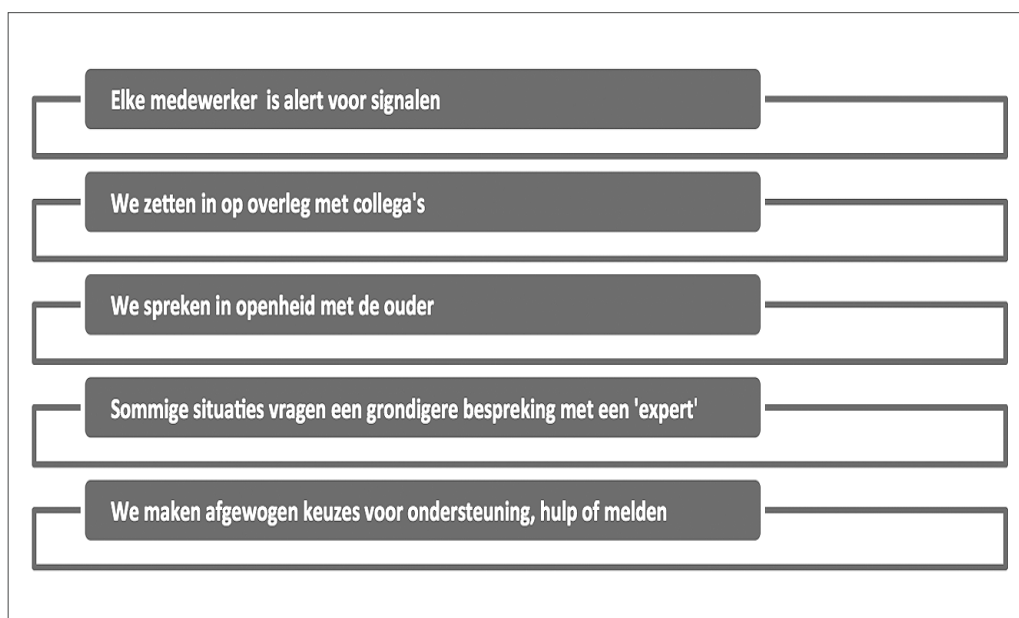 Elke medewerker is alert voor signalen
We zetten in op overleg met collega's
We spreken in openheid met de ouder
Sommige situaties vragen een grondigere bespreking met een 'expert'
We maken afgewogen keuzes voor ondersteuning, hulp of melden